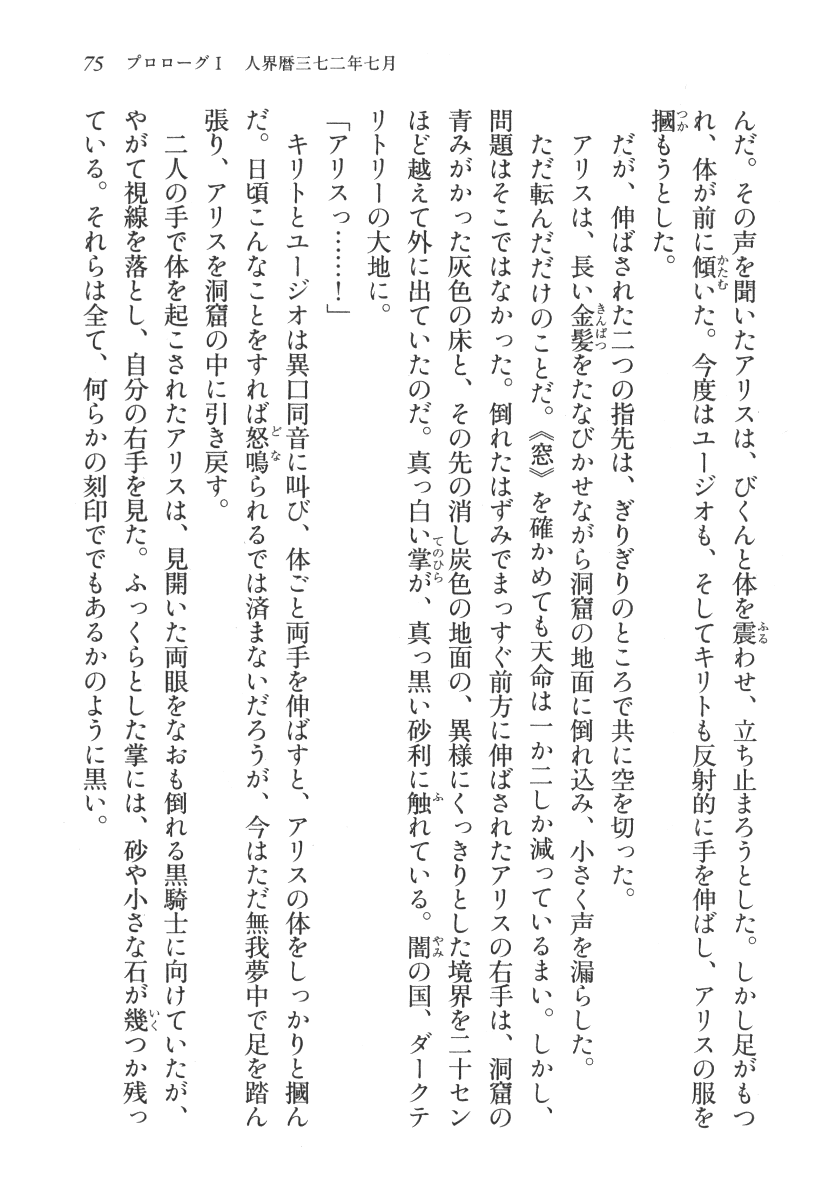 75　プロローグⅠ　人界暦三七二年七月
んだ。その声を聞いたアリスは、びくんと体を震わせ、立ち止まろうとした。しかし足がもつ
れ、体が前に傾いた。今度はユージオも、そしてキリトも反射的に手を伸ばし、アリスの服を
摑もうとした。
　だが、伸ばされた二つの指先は、ぎりぎりのところで共に空を切った。
　アリスは、長い金髪をたなびかせながら洞窟の地面に倒れ込み、小さく声を漏らした。
　ただ転んだだけのことだ。《窓》を確かめても天命は一か二しか減っているまい。しかし、
問題はそこではなかった。倒れたはずみでまっすぐ前方に伸ばされたアリスの右手は、洞窟の
青みがかった灰色の床と、その先の消し炭色の地面の、異様にくっきりとした境界を二十セン
ほど越えて外に出ていたのだ。真っ白い掌が、真っ黒い砂利に触れている。闇の国、ダークテ
リトリーの大地に。
「アリスっ……！」
　キリトとユージオは異口同音に叫び、体ごと両手を伸ばすと、アリスの体をしっかりと摑ん
だ。日頃こんなことをすれば怒鳴られるでは済まないだろうが、今はただ無我夢中で足を踏ん
張り、アリスを洞窟の中に引き戻す。
　二人の手で体を起こされたアリスは、見開いた両眼をなおも倒れる黒騎士に向けていたが、
やがて視線を落とし、自分の右手を見た。ふっくらとした掌には、砂や小さな石が幾つか残っ
ている。それらは全て、何らかの刻印ででもあるかのように黒い。